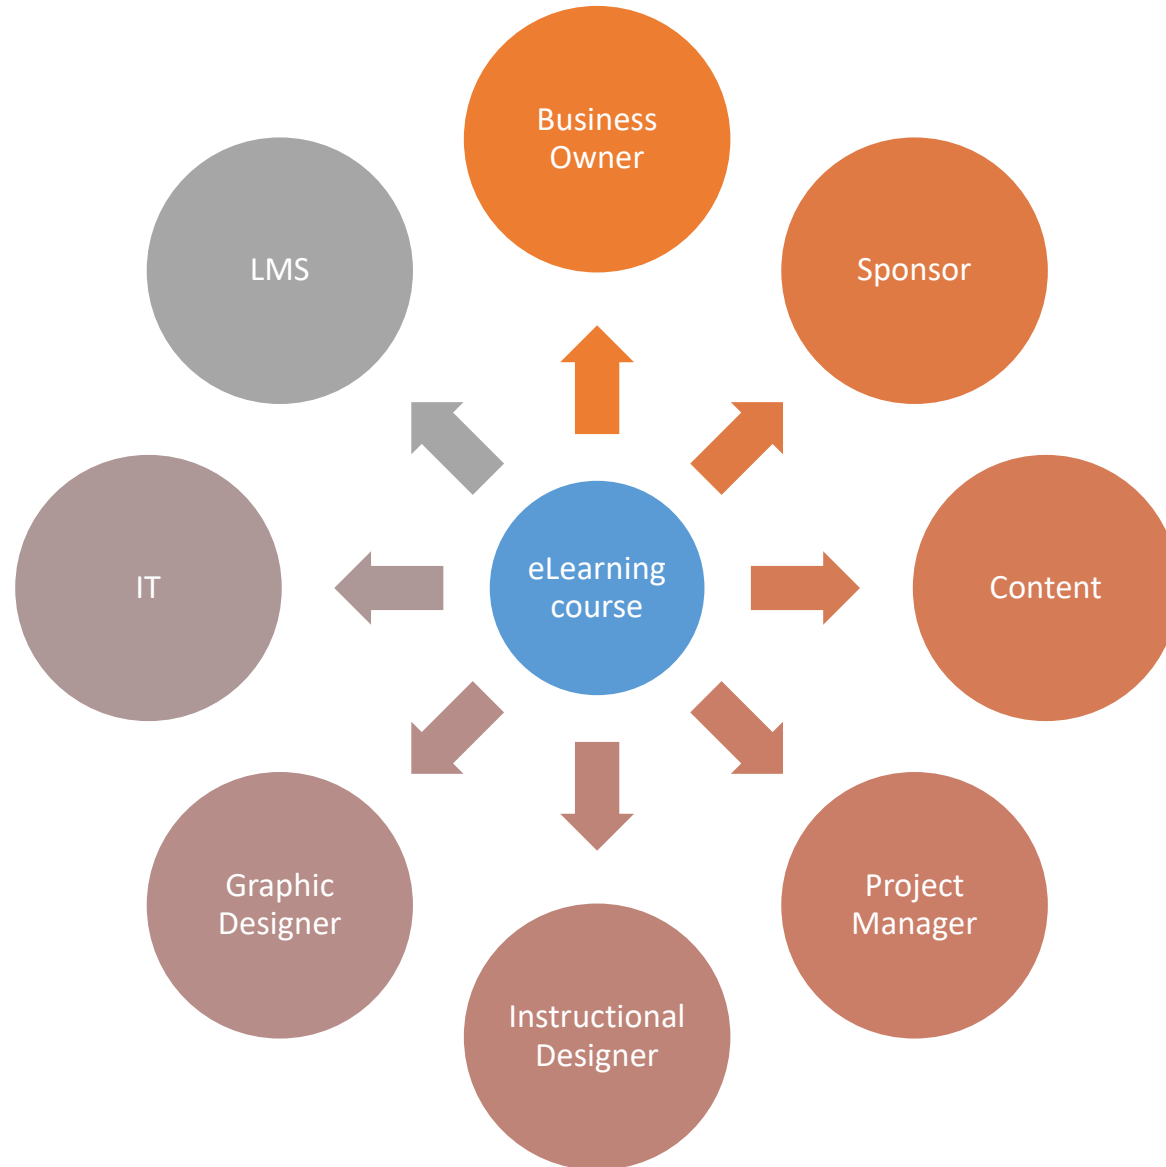 Business
Owner
LMS
Sponsor
IT
eLearning
course
Content
Graphic
Designer
Project
Manager
Instructional
Designer